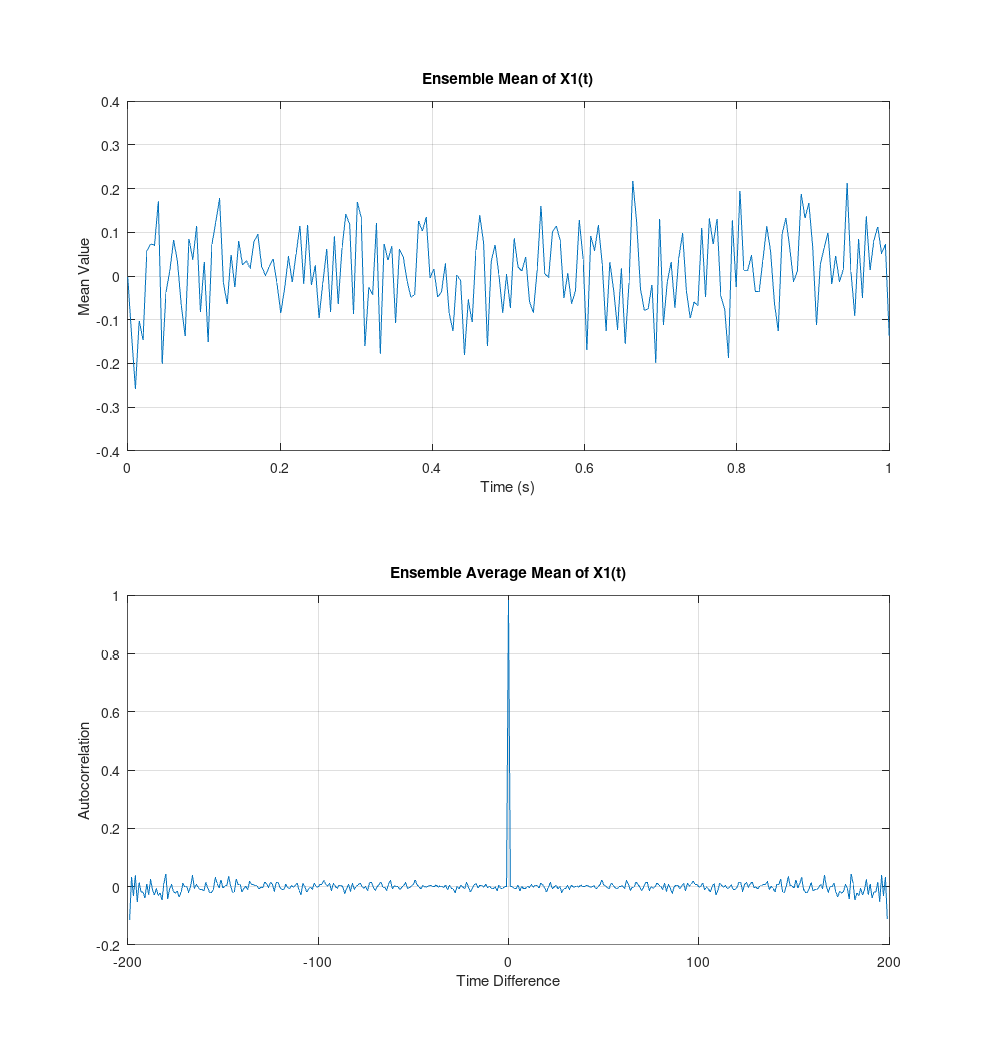 Ensemble Mean of X1(t)
0.4
0.3
0.2
0.1
0
-0.1
-0.2
-0.3
-0.4
Mean Value
0 0.2 0.4 0.6 0.8 1
Time (s)
Ensemble Average Mean of X1(t)
1
0.8
0.6
0.4
0.2
0
-0.2
Autocorrelation
-200 -100 0 100 200
Time Difference